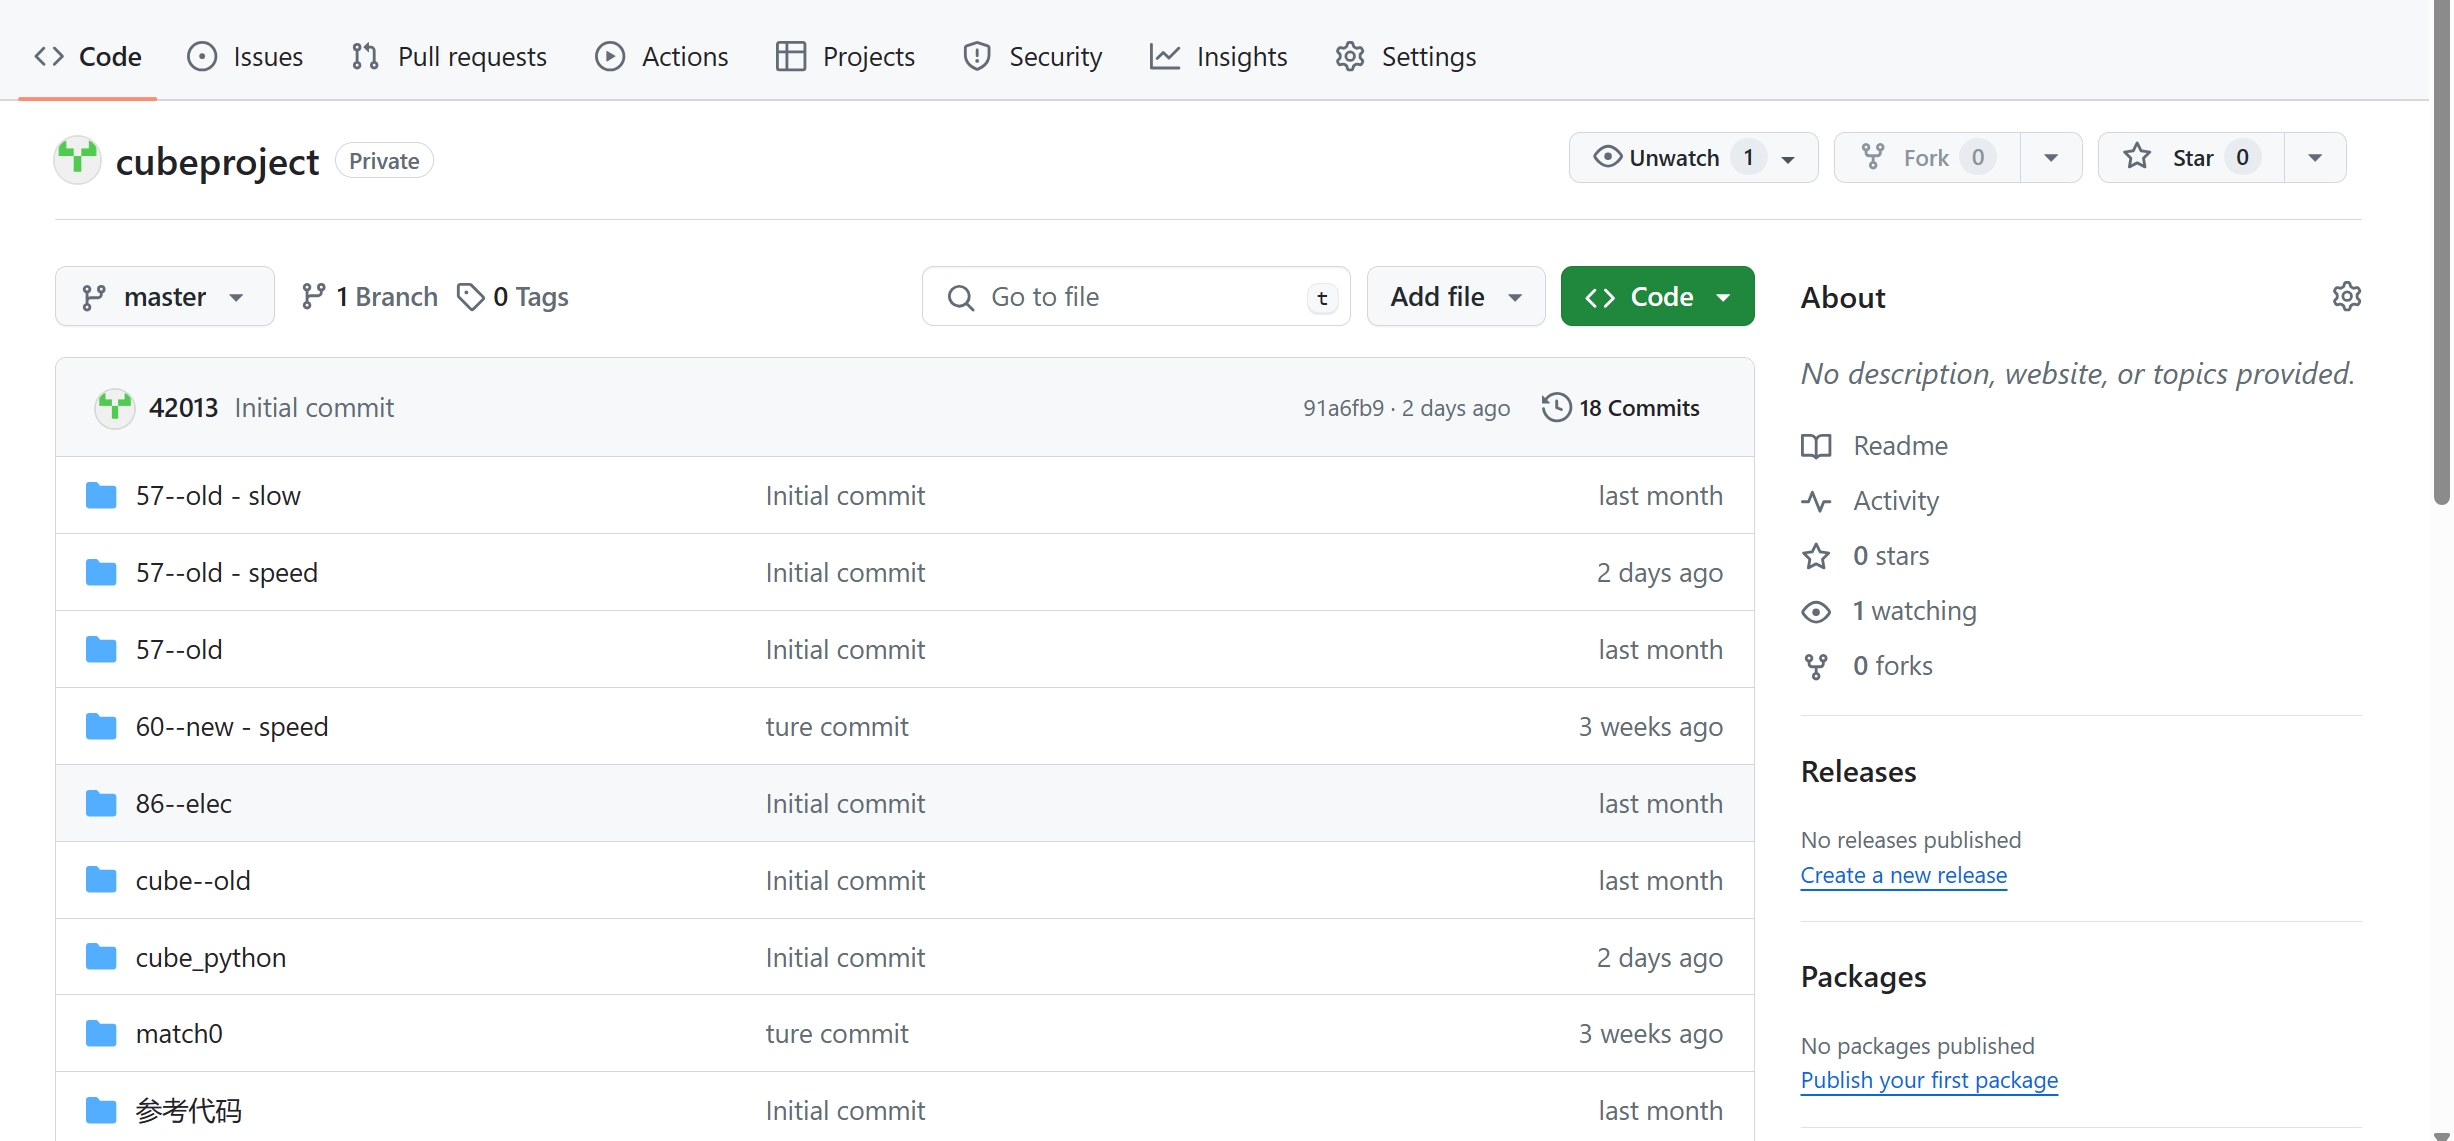 Code Issues Pull requests Actions Projects Security Insights Settings
cubeproject Private Unwatch 1 Fork 0 Star 0
master 1 Branch 0 Tags Go to file t Add file Code About
No description, website, or topics provided.
42013 Initial commit 91a6fb9 · 2 days ago 18 Commits
Readme
57--old - slow Initial commit last month
Activity
57--old - speed Initial commit 2 days ago
0 stars
1 watching
57--old Initial commit last month
0 forks
60--new - speed ture commit 3 weeks ago
Releases
86--elec Initial commit last month
No releases published
cube--old Initial commit last month
Create a new release
cube_python Initial commit 2 days ago
Packages
match0 ture commit 3 weeks ago
No packages published
Publish your first package
参考代码 Initial commit last month